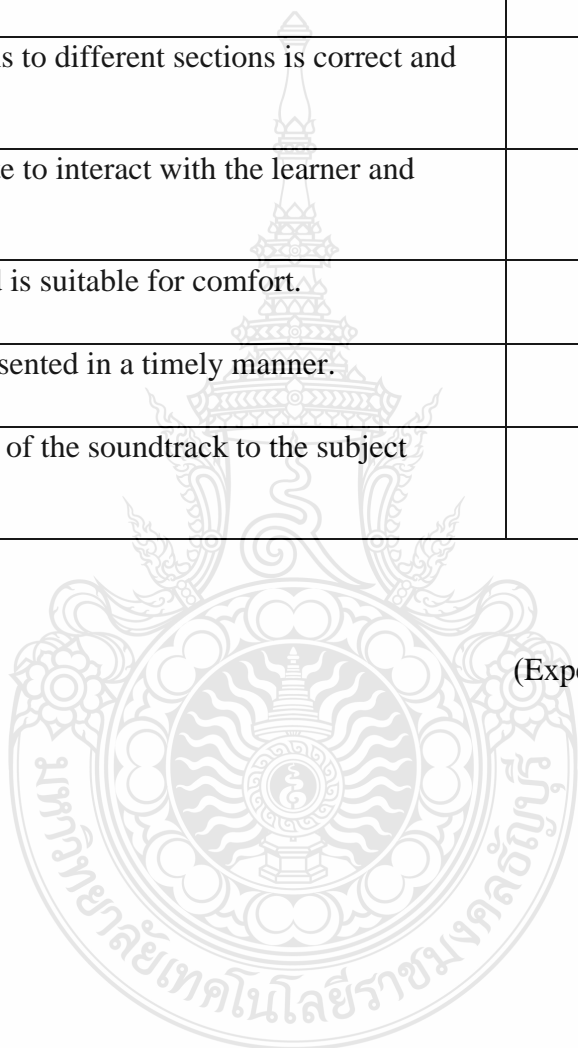 s to different sections is correct and
e to interact with the learner and
is suitable for comfort.
sented in a timely manner.
of the soundtrack to the subject
(Exp
มหาวิทยาลัยเทคโนโลยีราชมงคลธัญบุรี